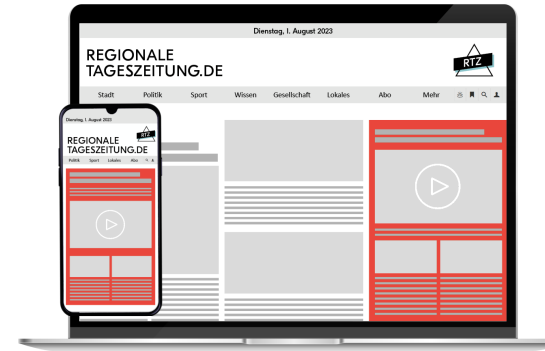 Dienstag, 1. August 2023
REGIONALE
TAGESZEITUNG.DE
RTZ
Stadt Politik Sport Wissen Gesellschaft Lokales Abo Mehr
Dienstag, 1. August 2023
REGIONALE
TAGESZEITUNG.DE
RTZ
Politik Sport Lokales Abo